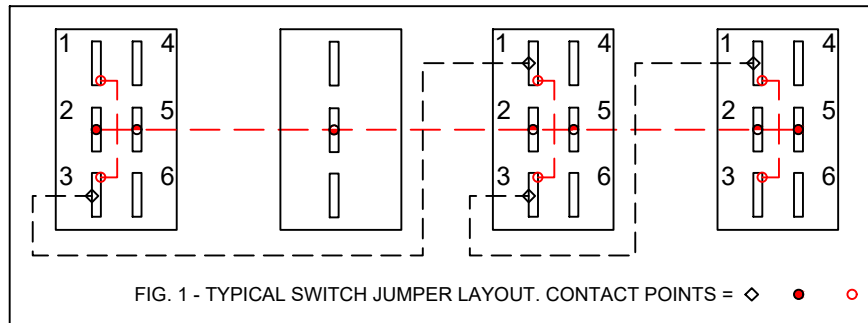 1 4 1 4 1 4
2 5 2 5 2 5
3 6 3 6 3 6
FIG. 1 - TYPICAL SWITCH JUMPER LAYOUT. CONTACT POINTS =